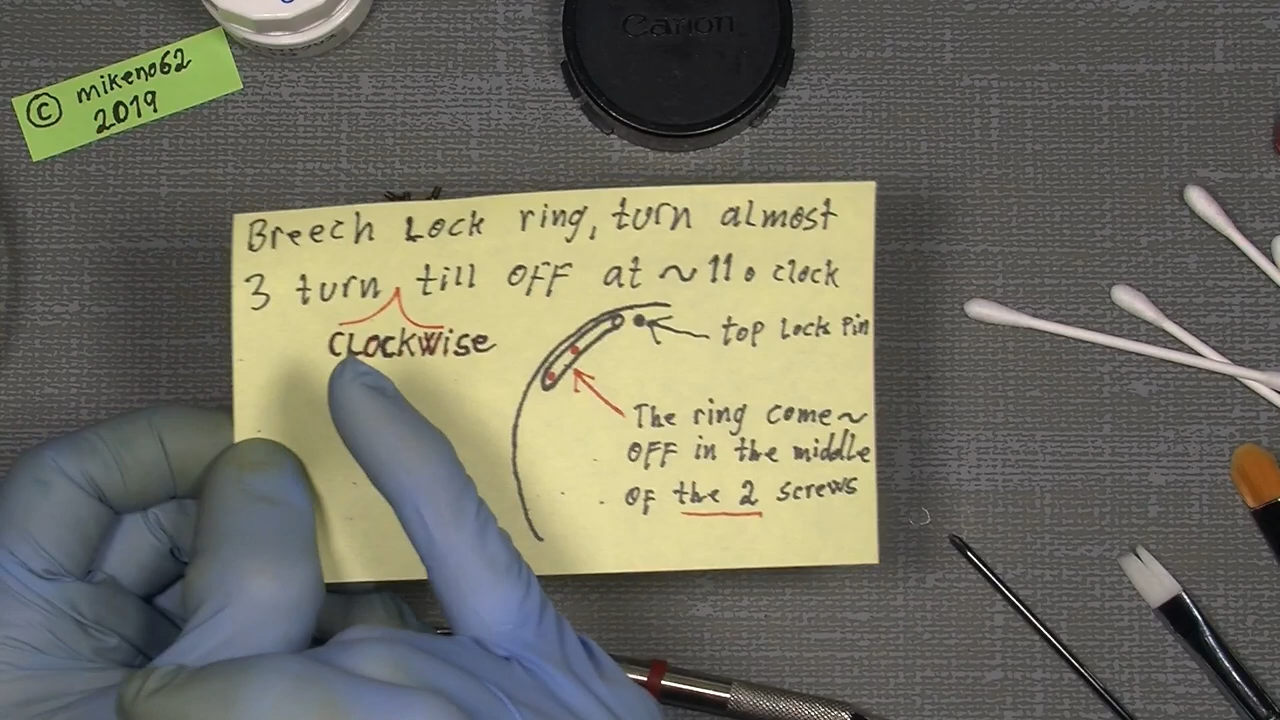 © mikeno62
2019
Canon
Breech Lock ring, turn almost
3 turn till OFF at ~ 11 o clock
CLockwise
top Lock Pin
The ring come ~
OFF in the middle
OF the 2 screws